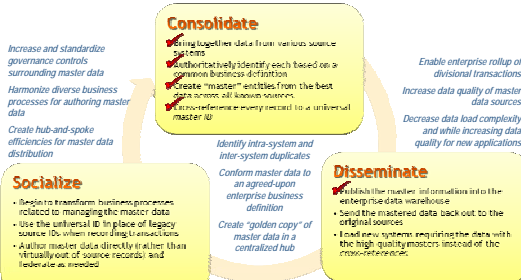 Consolidate
Bring together data from various source
systems
Authoritatively identify each based on a
common business definition
Create "master" entities from the best
data across all known sources
Cross-reference every record to a universal
master ID
Increase and standardize
governance controls
surrounding master data
Harmonize diverse business
processes for authoring master
data
Create hub-and-spoke
efficiencies for master data
distribution
Enable enterprise rollup of
divisional transactions
Increase data quality of master
data sources
Decrease data load complexity
and while increasing data
quality for new applications
Identify intra-system and
inter-system duplicates
Conform master data to
an agreed-upon
enterprise business
definition
Create "golden copy" of
master data in a
centralized hub
Socialize
• Begin to transform business processes
related to managing the master data
• Use the universal ID in place of legacy
source IDs when recording transactions
• Author master data directly (rather than
virtually out of source records) and
federate as needed
Disseminate
Publish the master information into the
enterprise data warehouse
• Send the mastered data back out to the
original sources
• Load new systems requiring the data with
the high-quality masters instead of the
cross-references